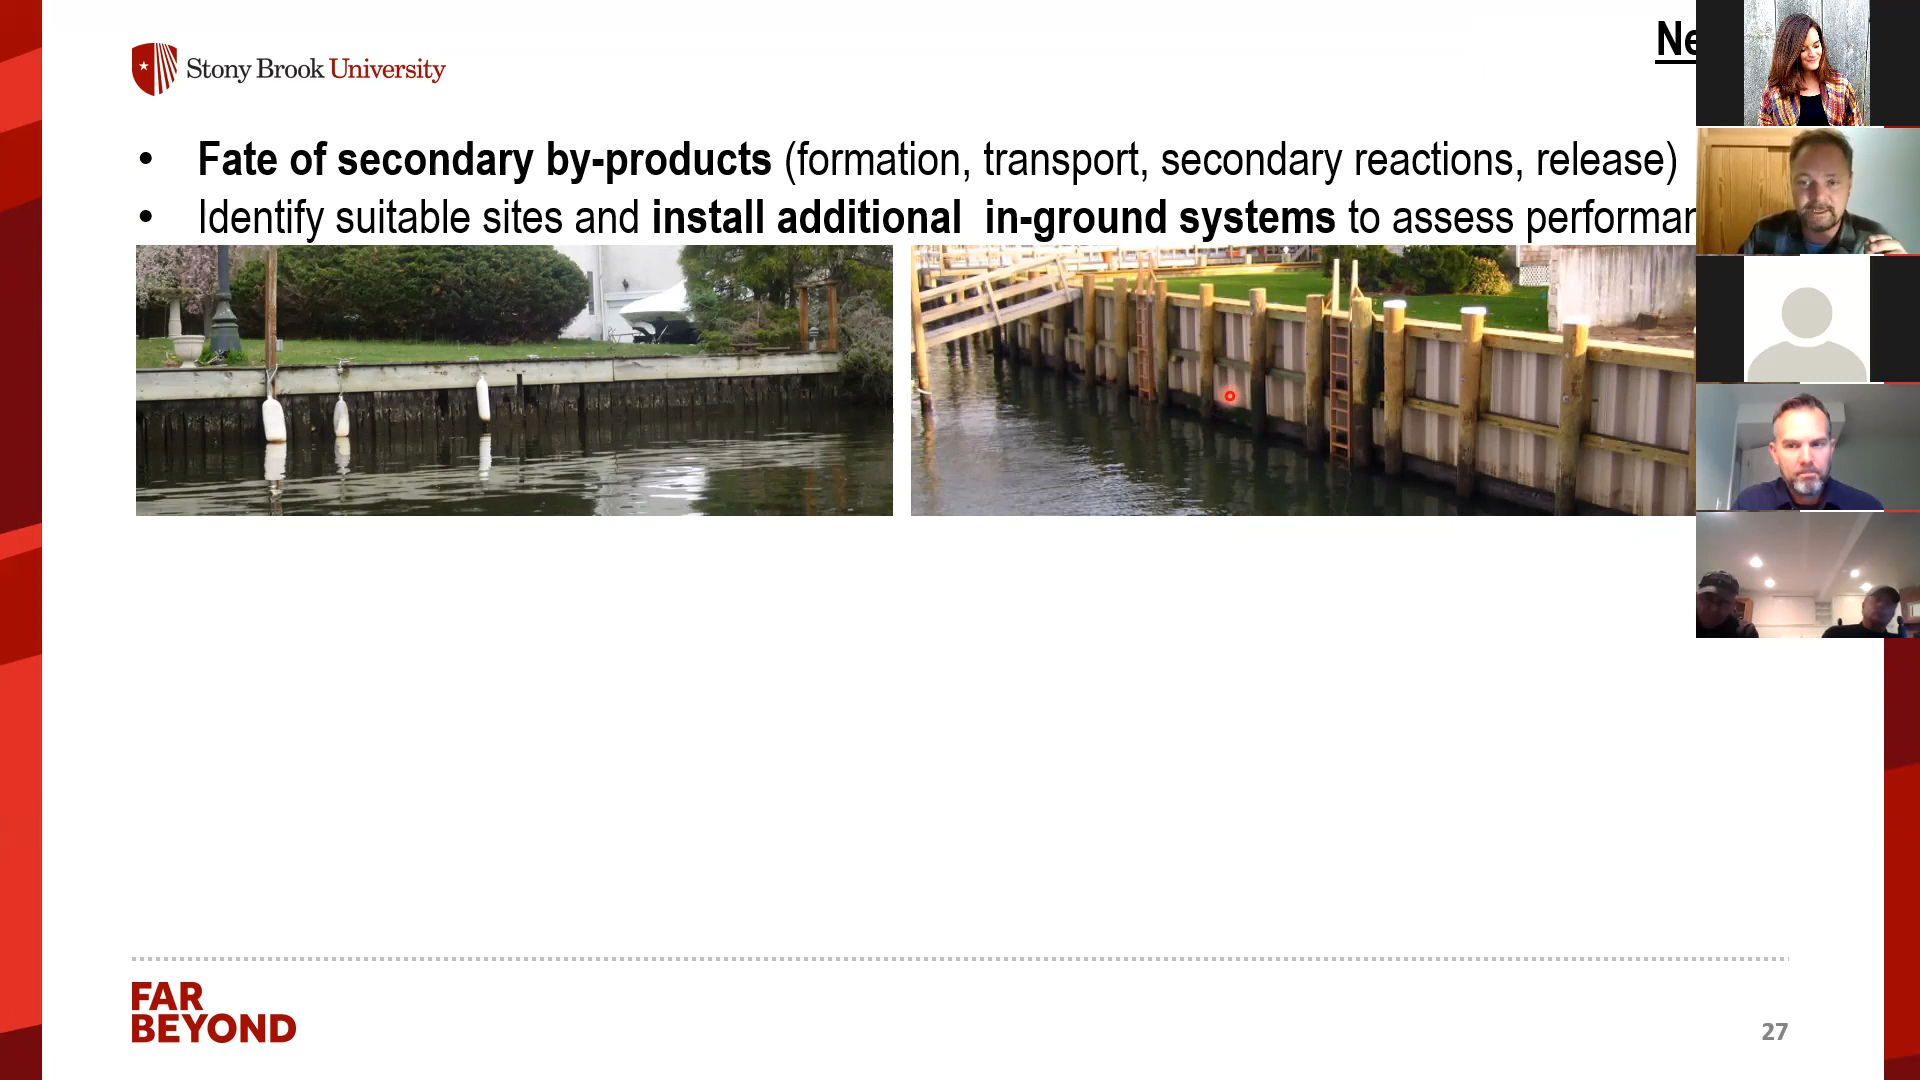 Stony Brook University
Ne
• Fate of secondary by-products (formation, transport, secondary reactions, release)
• Identify suitable sites and install additional in-ground systems to assess performan
FAR
BEYOND
27